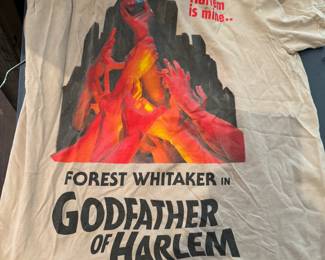 Harlem
is mine..
FOREST WHITAKER IN
GODFATHER
OF HARLEM